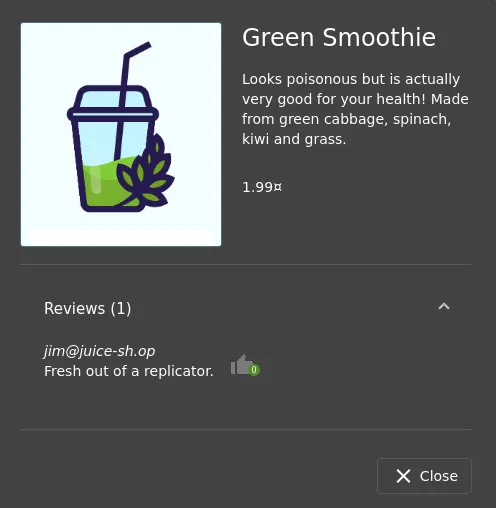 Green Smoothie
Looks poisonous but is actually
very good for your health! Made
from green cabbage, spinach,
kiwi and grass.
1.99¤
Reviews (1)
jim@juice-sh.op
Fresh out of a replicator.
0
Close